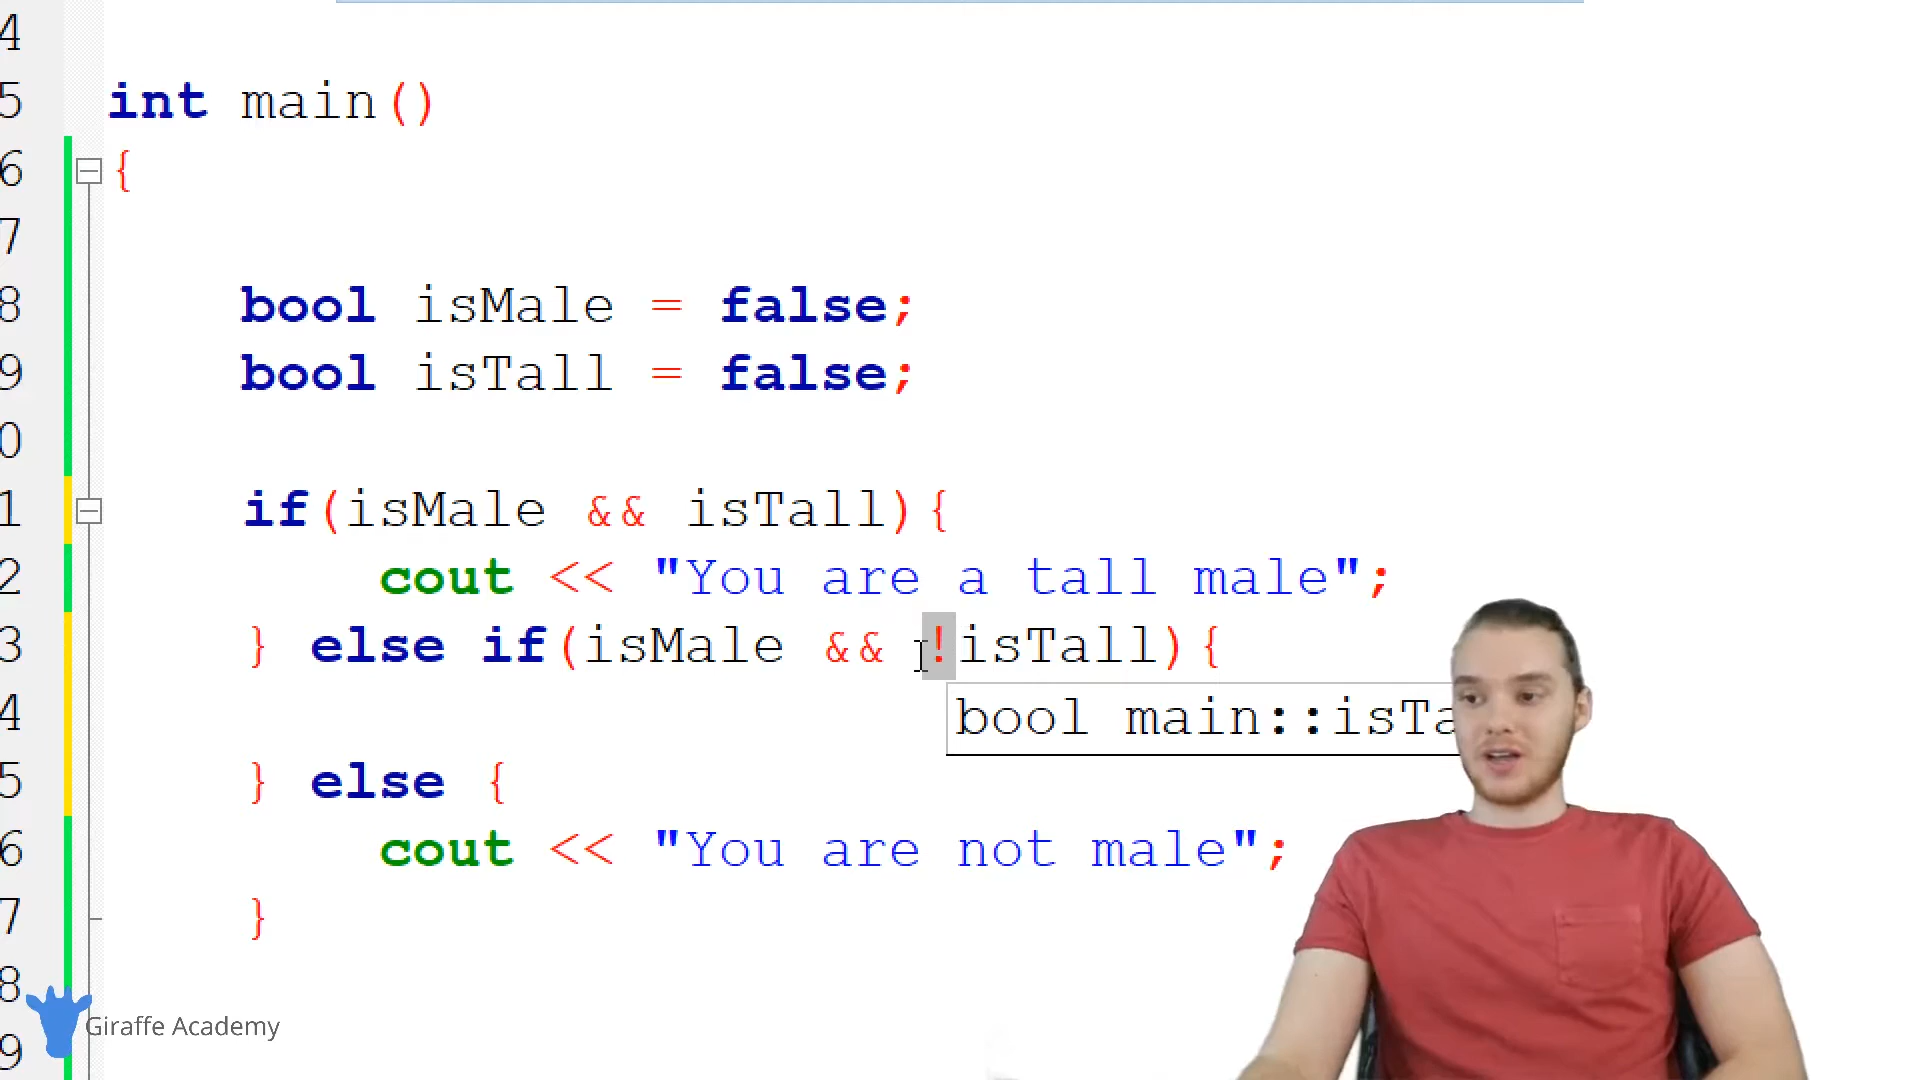 4
5 int main()
6 {
7
8 bool isMale = false;
9 bool isTall = false;
0
1 if(isMale && isTall){
2 cout << "You are a tall male";
3 } else if(isMale && !isTall){
4 bool main::isTa
5 } else {
6 cout << "You are not male";
7 }
8
Giraffe Academy
9